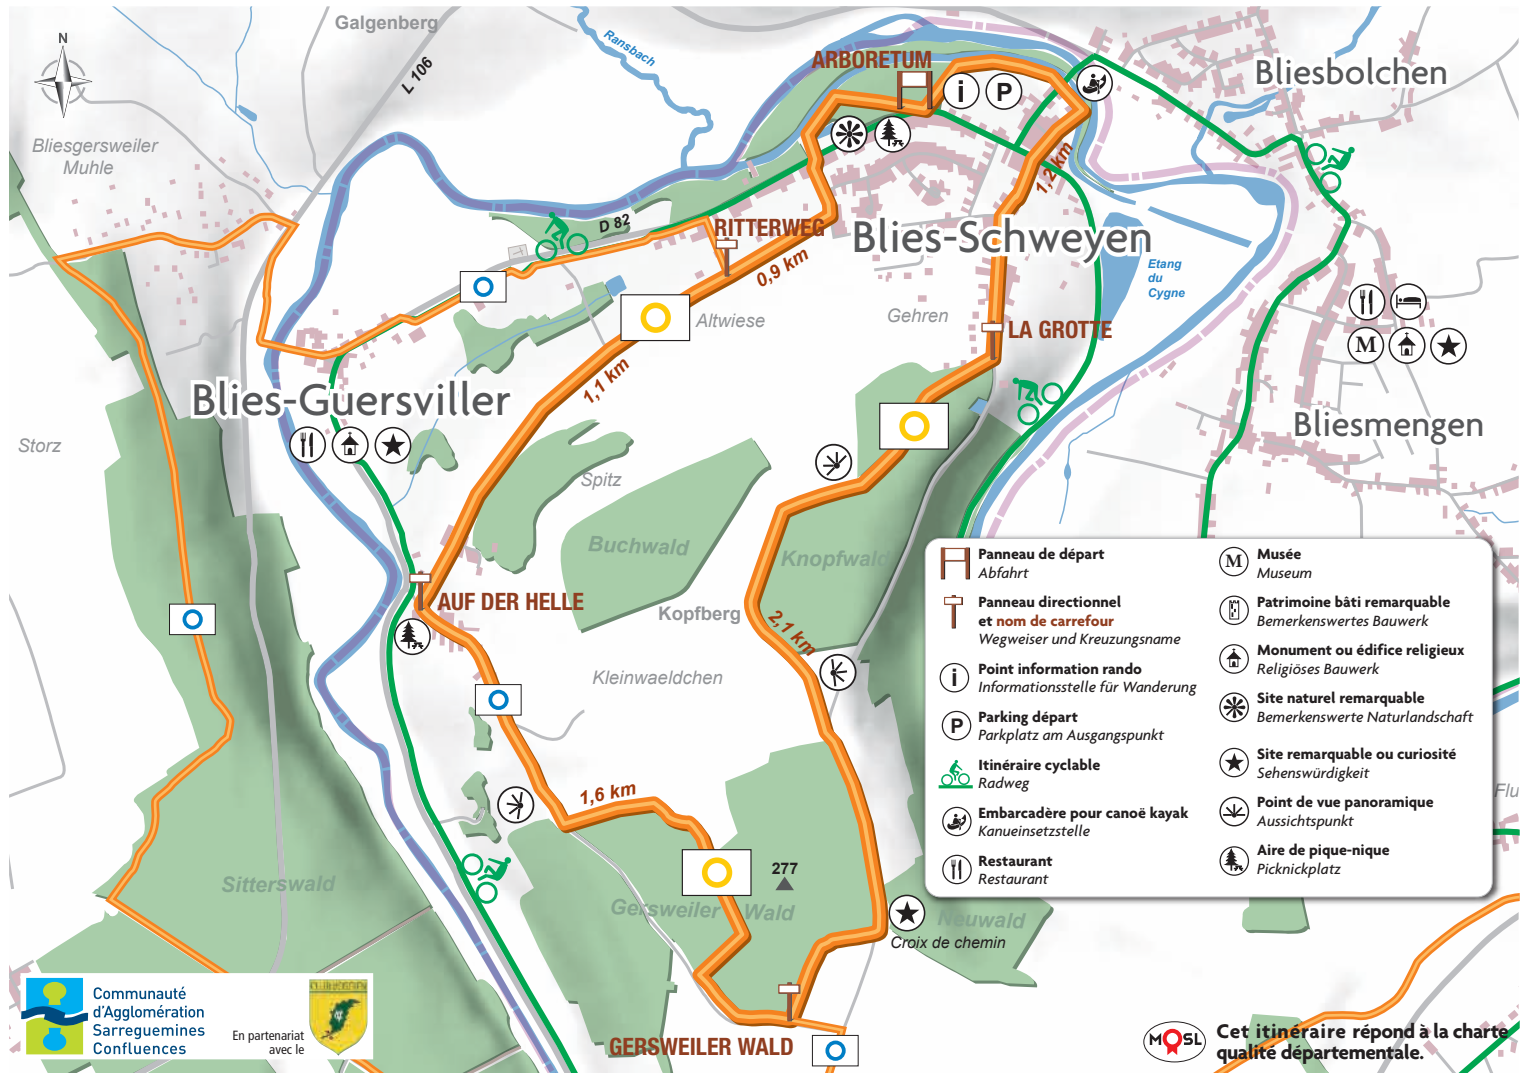 N
Galgenberg
L 106
Ransbach
ARBORETUM
i
P
Bliesbolchen
Bliesgersweiler
Muhle
1,2 km
D 82
RITTERWEG
Blies-Schweyen
0,9 km
Etang
du
Cygne
Altwiese
Gehren
LA GROTTE
M
1,1 km
Blies-Guersviller
Storz
Bliesmengen
Spitz
Buchwald
Knopfwald
AUF DER HELLE
Kopfberg
2,1 km
Kleinwaeldchen
1,6 km
277
Sitterswald
Gersweiler Wald
Neuwald
Croix de chemin
GERSWEILER WALD
Flu
Panneau de départ
Abfahrt
Panneau directionnel
et nom de carrefour
Wegweiser und Kreuzungsname
i
Point information rando
Informationsstelle für Wanderung
P
Parking départ
Parkplatz am Ausgangspunkt
Itinéraire cyclable
Radweg
Embarcadère pour canoë kayak
Kanueinsetzstelle
Restaurant
Restaurant
M
Musée
Museum
Patrimoine bâti remarquable
Bemerkenswertes Bauwerk
Monument ou édifice religieux
Religiöses Bauwerk
Site naturel remarquable
Bemerkenswerte Naturlandschaft
Site remarquable ou curiosité
Sehenswürdigkeit
Point de vue panoramique
Aussichtspunkt
Aire de pique-nique
Picknickplatz
Communauté
d'Agglomération
Sarreguemines
Confluences
En partenariat
avec le
MOSL
Cet itinéraire répond à la charte
qualité départementale.